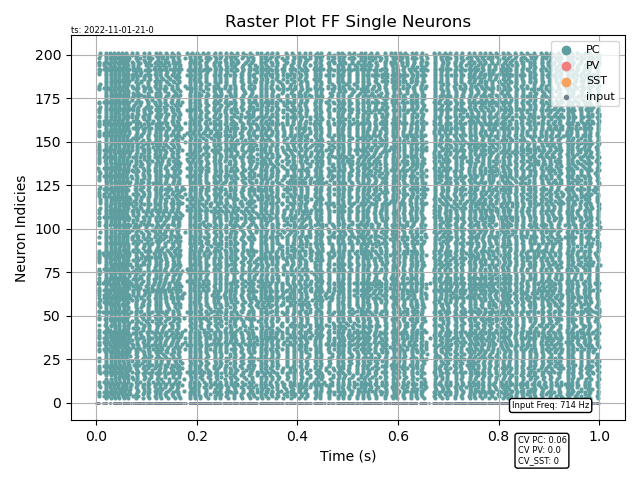 Raster Plot FF Single Neurons
ts: 2022-11-01-21-0
PC
PV
SST
input
Neuron Indicies
200
175
150
125
100
75
50
25
0
Input Freq: 714 Hz
0.0 0.2 0.4 0.6 0.8 1.0
Time (s)
CV PC: 0.06
CV PV: 0.0
CV_SST: 0